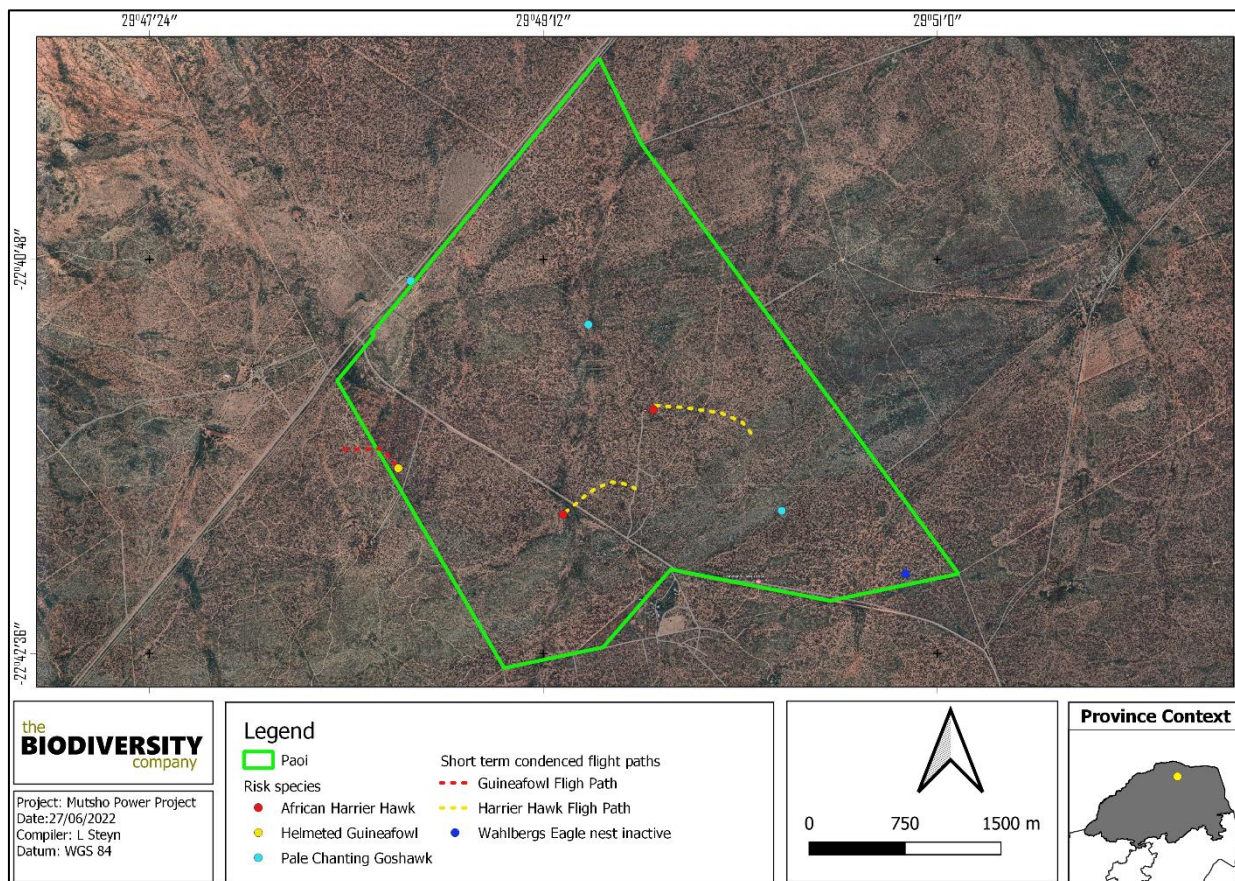 29°47'24''
29°49'12''
29°51'0''
-22°40'48''
-22°42'36''
the
BIODIVERSITY
company
Project: Mutsho Power Project
Date:27/06/2022
Compiler: L Steyn
Datum: WGS 84
Legend
Paoi
Risk species
African Harrier Hawk
Helmeted Guineafowl
Pale Chanting Goshawk
Short term condensed flight paths
Guineafowl Fligh Path
Harrier Hawk Fligh Path
Wahlbergs Eagle nest inactive
0 750 1500 m
Province Context